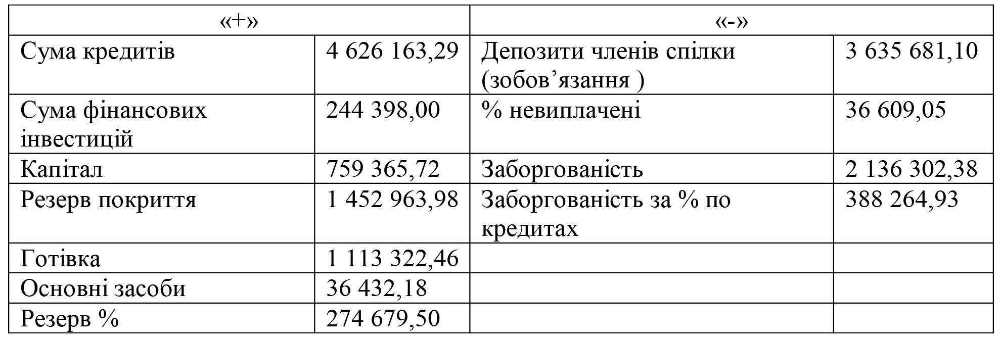 «+» «-»
Сума кредитів 4 626 163,29 Депозити членів спілки 3 635 681,10
(зобов’язання )
Сума фінансових 244 398,00 % невиплачені 36 609,05
інвестицій
Капітал 759 365,72 Заборгованість 2 136 302,38
Резерв покриття 1 452 963,98 Заборгованість за % по 388 264,93
кредитах
Готівка 1 113 322,46
Основні засоби 36 432,18
Резерв % 274 679,50